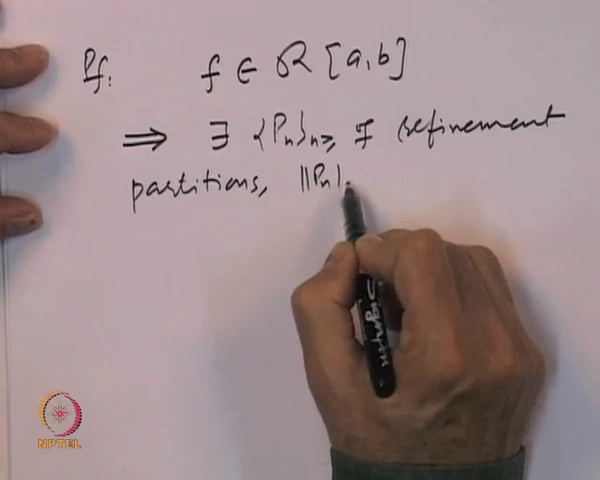 Pf: f ∈ R [a,b]
⇒ ∃ {Pn}n≥ of refinement
partitions, ||Pn|
NPTEL